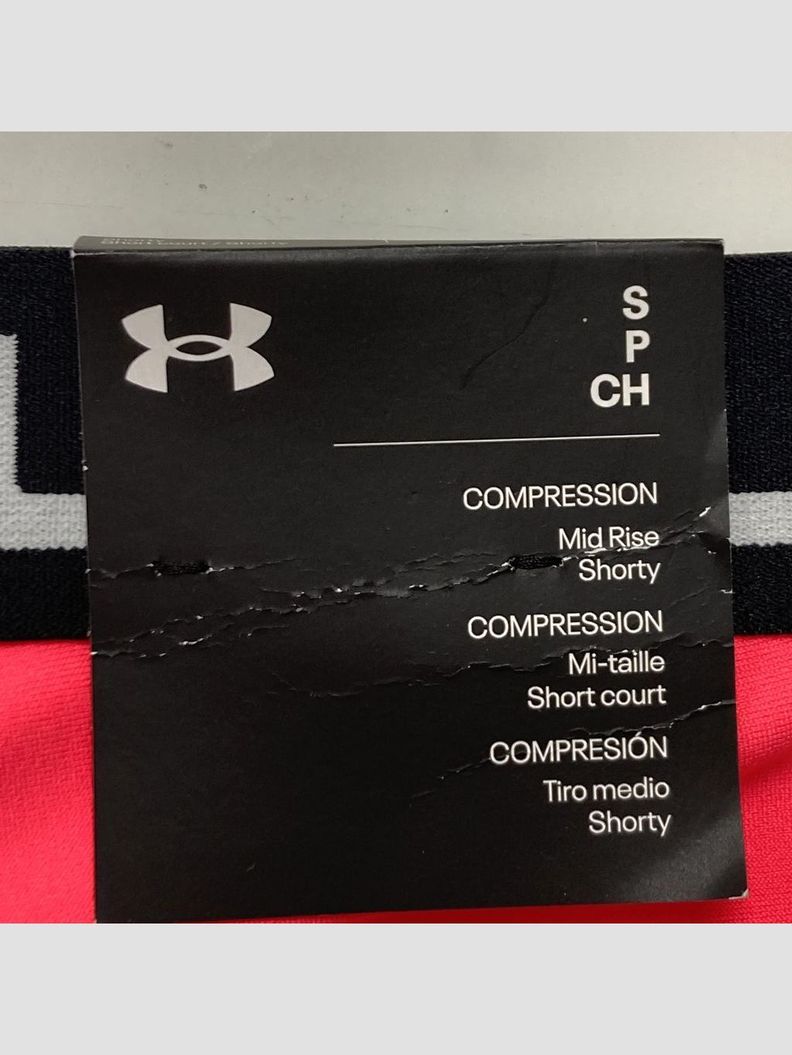 S
P
CH
COMPRESSION
Mid Rise
Shorty
COMPRESSION
Mi-taille
Short court
COMPRESIÓN
Tiro medio
Shorty